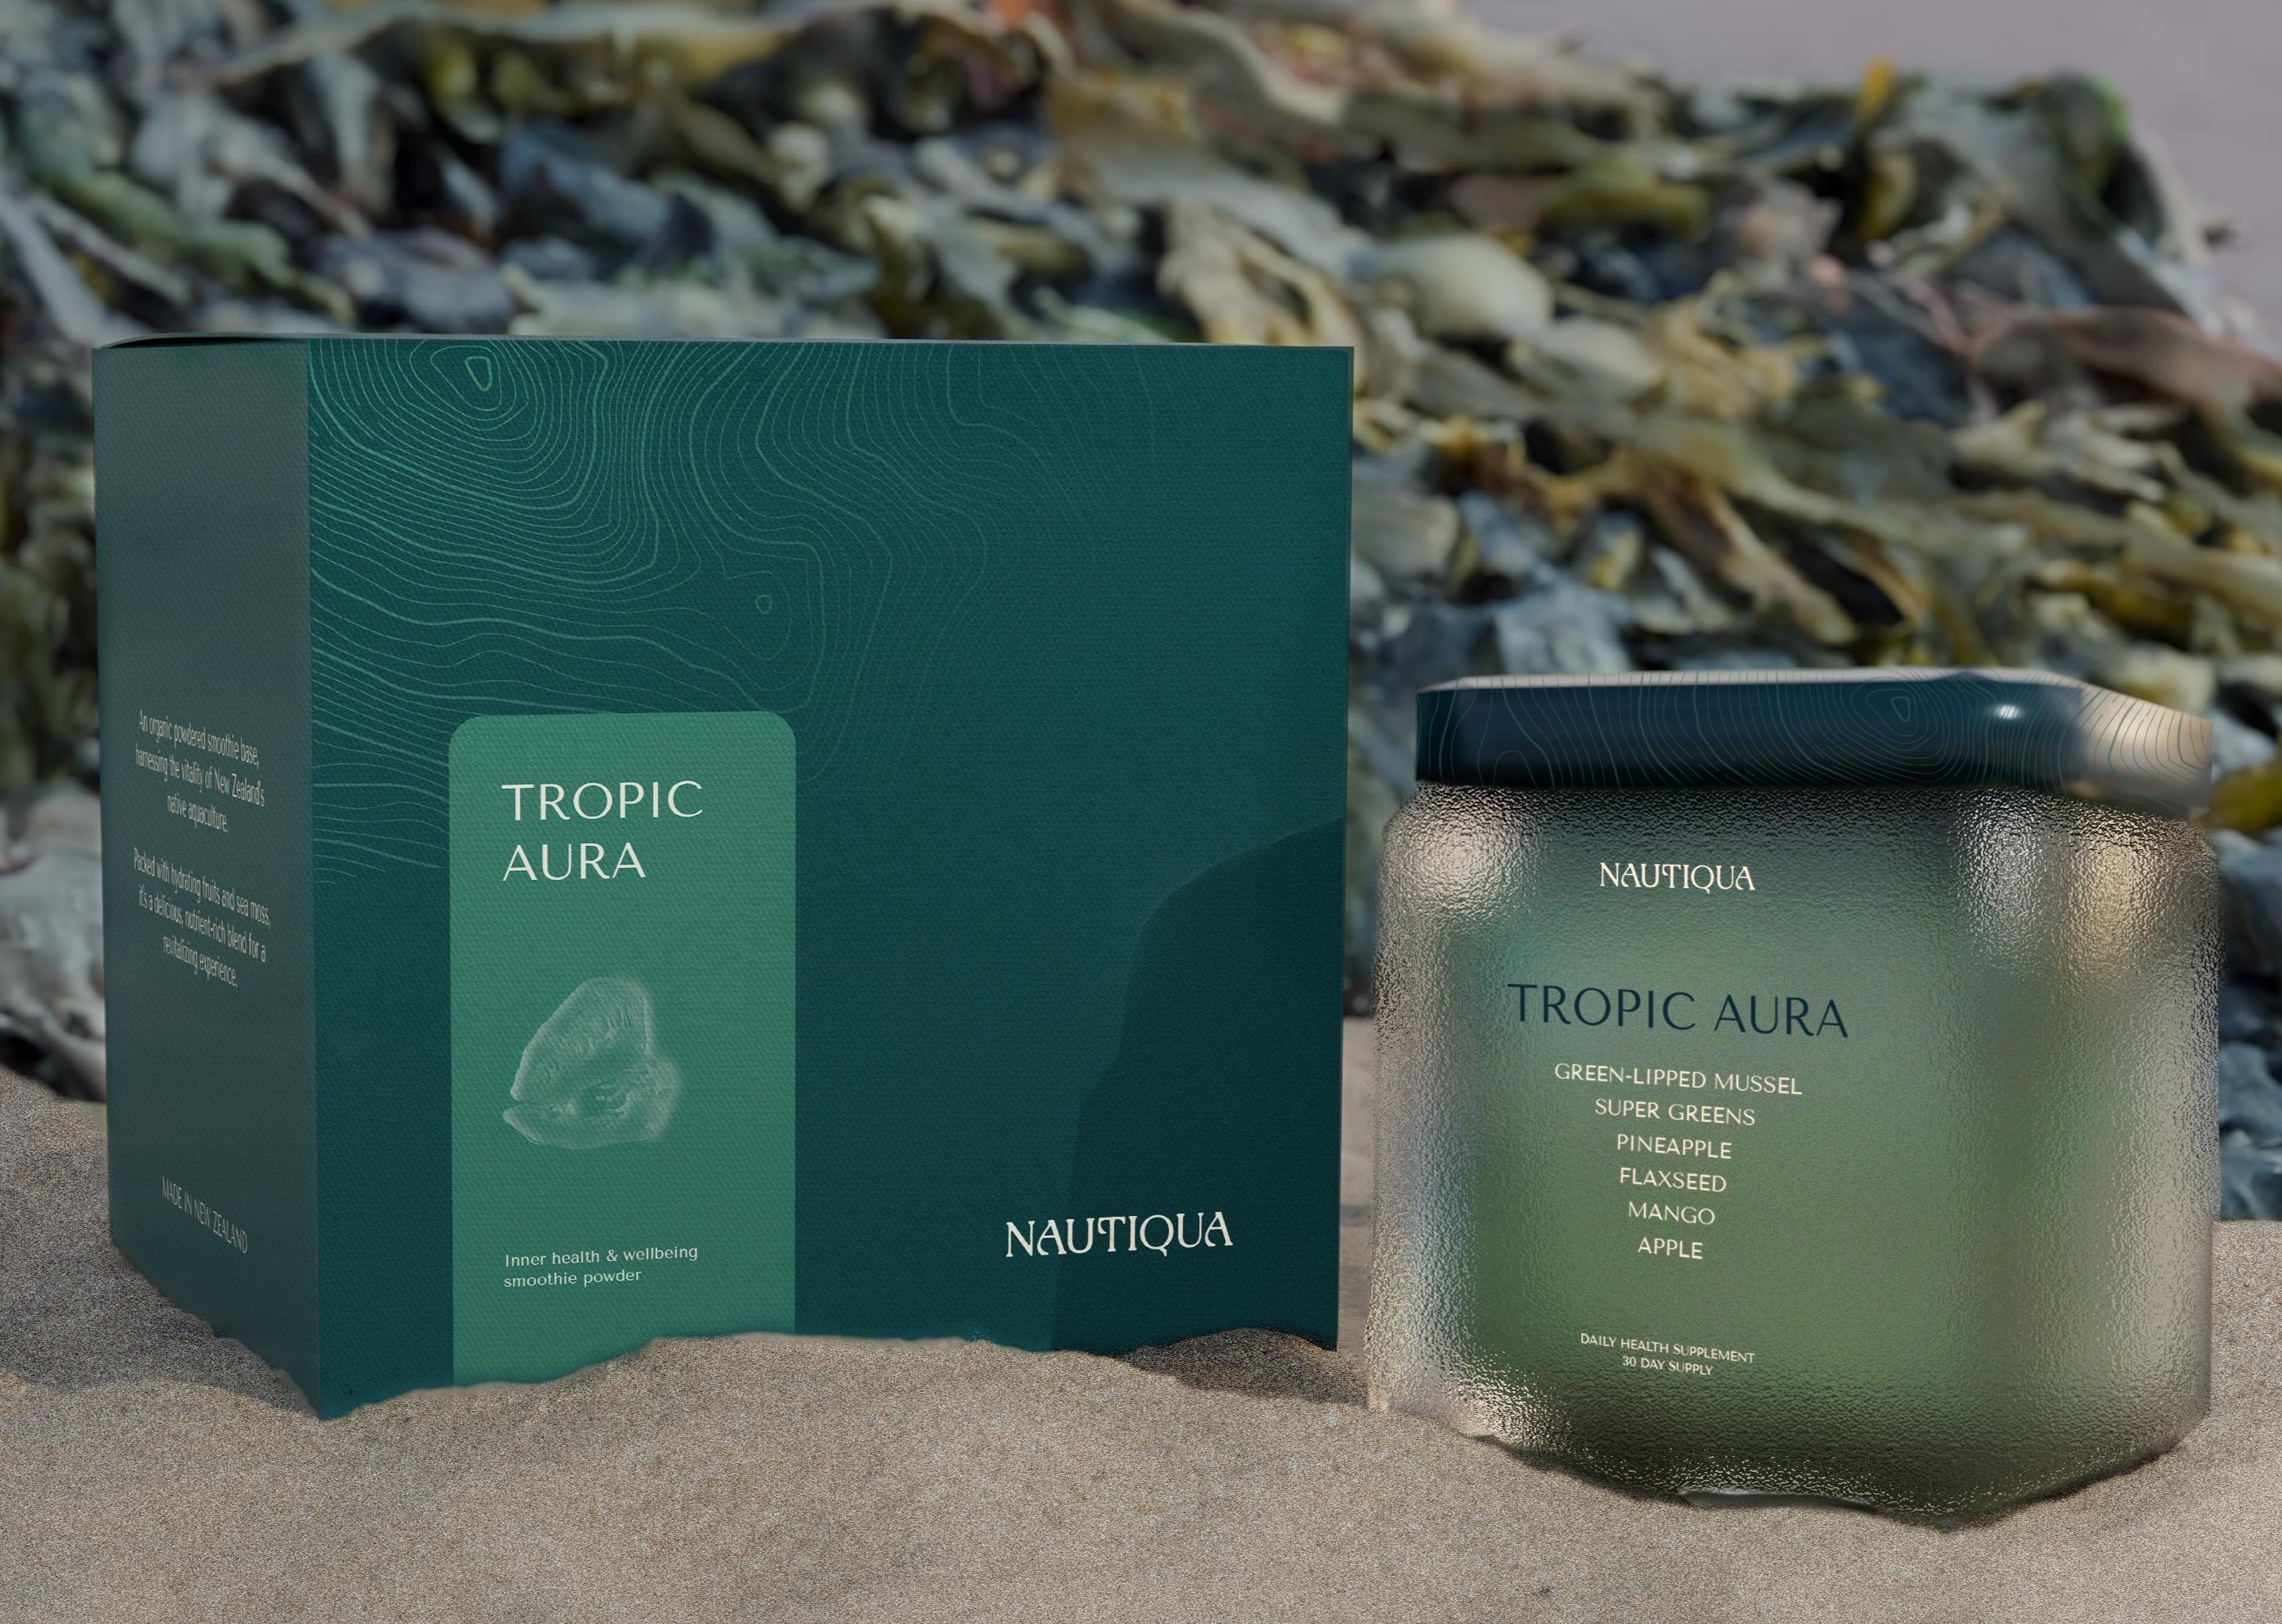 An organic powdered smoothie base,
harnessing the vitality of New Zealand's
native aquaculture.
Packed with hydrating fruits and sea moss,
it's a delicious, nutrient-rich blend for a
revitalizing experience.
MADE IN NEW ZEALAND
TROPIC
AURA
Inner health & wellbeing
smoothie powder
NAUTIQUA
NAUTIQUA
TROPIC AURA
GREEN-LIPPED MUSSEL
SUPER GREENS
PINEAPPLE
FLAXSEED
MANGO
APPLE
DAILY HEALTH SUPPLEMENT
30 DAY SUPPLY